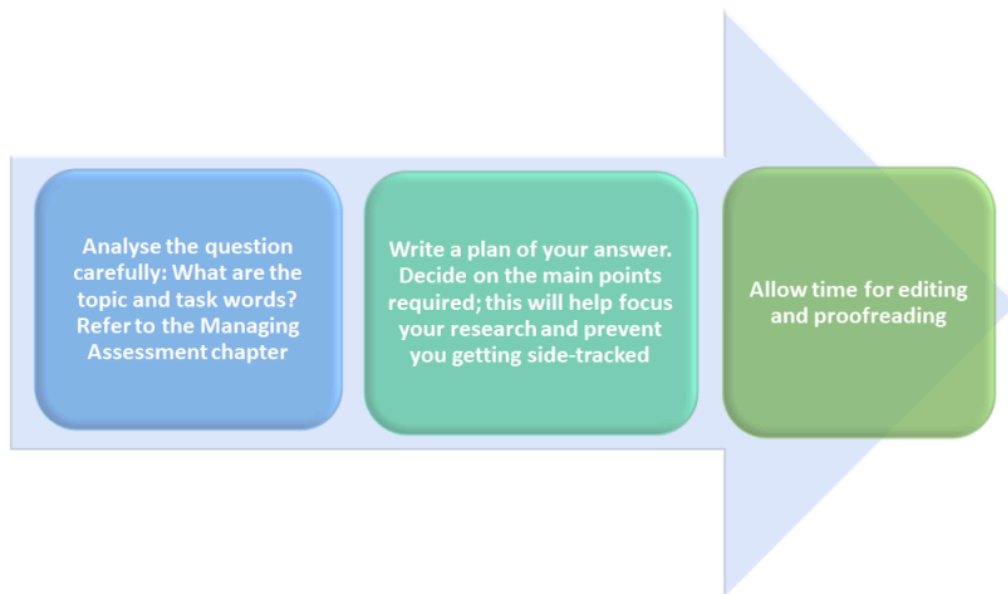 Analyse the question
carefully: What are the
topic and task words?
Refer to the Managing
Assessment chapter
Write a plan of your answer.
Decide on the main points
required; this will help focus
your research and prevent
you getting side-tracked
Allow time for editing
and proofreading